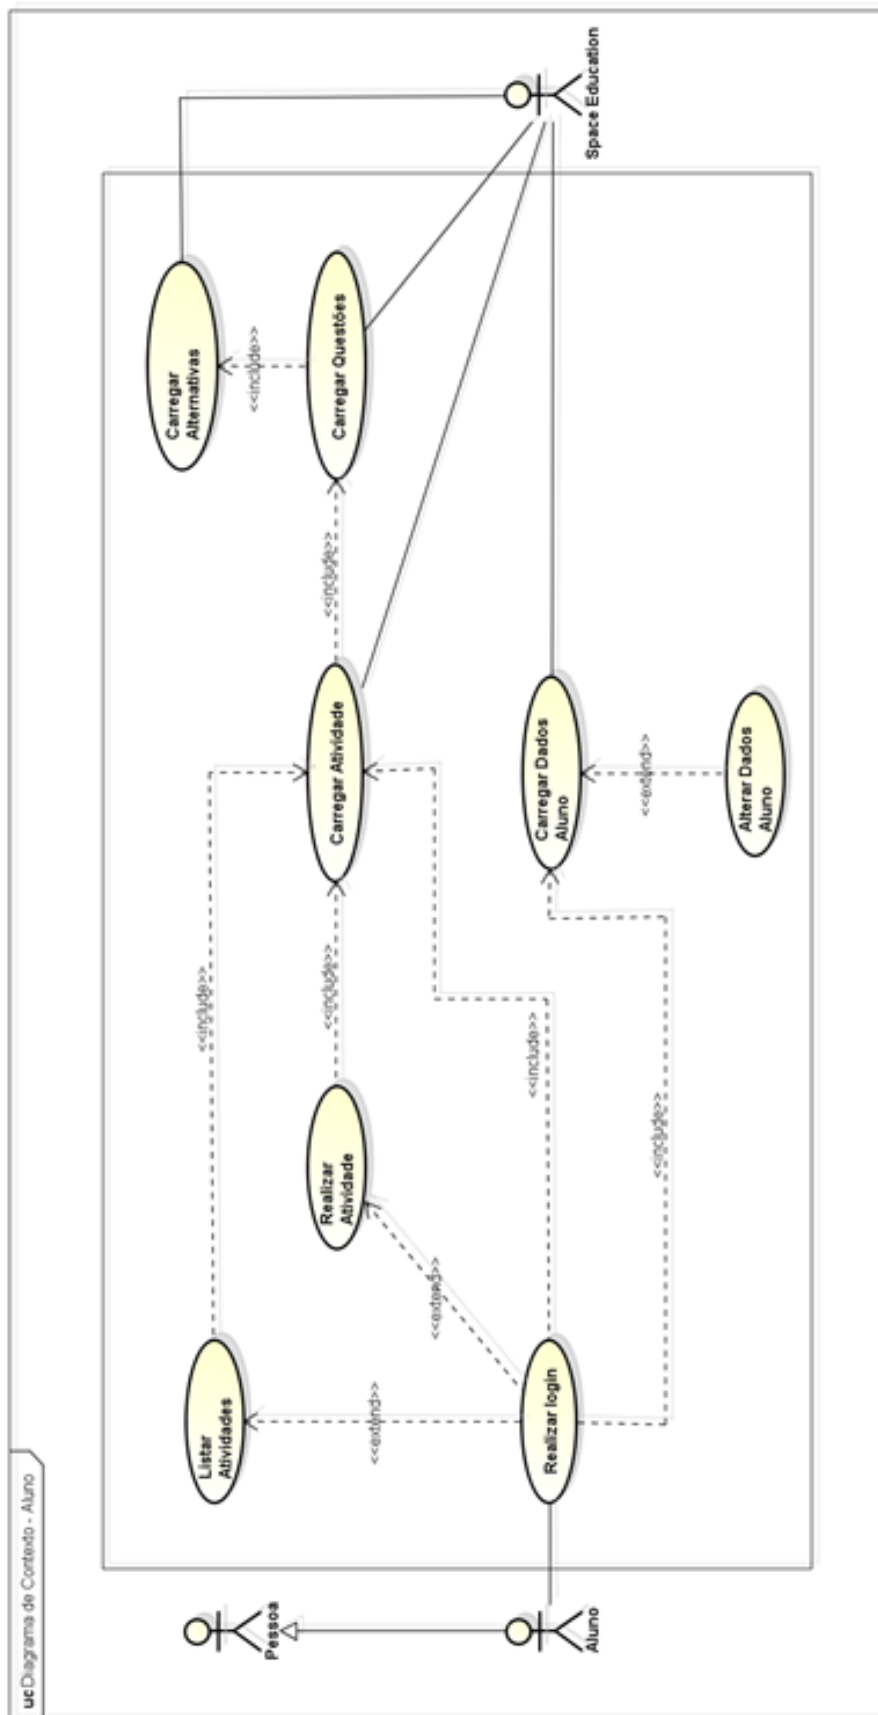 uc Diagrama de Contexto - Aluno
Pessoa
Aluno
Listar
Atividades
<<extend>>
Realizar login
<<extend>>
Realizar
Atividade
<<include>>
<<include>>
<<include>>
<<include>>
Carregar Atividade
Carregar Dados
Aluno
<<extend>>
Alterar Dados
Aluno
<<include>>
Carregar
Alternativas
<<include>>
Carregar Questões
Space Education